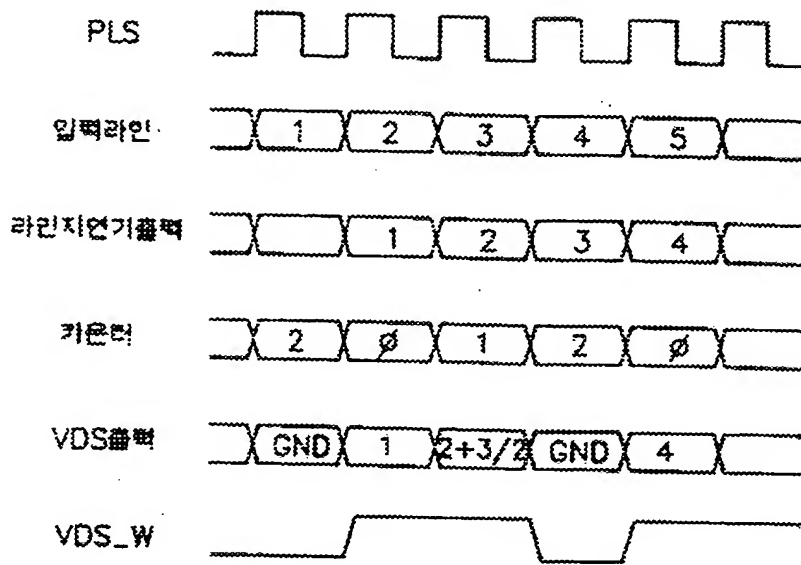 PLS
입력라인
1 2 3 4 5
라인지연기출력
1 2 3 4
카운터
2 Ø 1 2 Ø
VDS출력
GND 1 2+3/2 GND 4
VDS_W